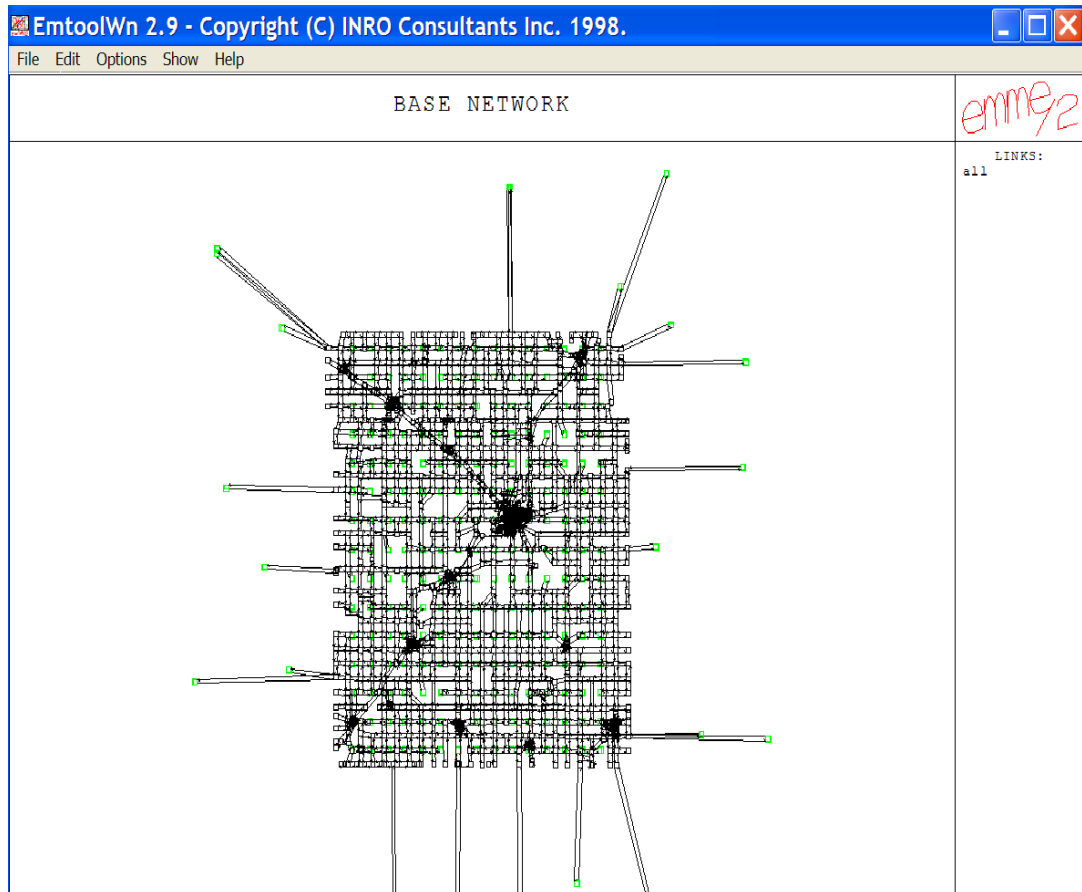 EmtoolWn 2.9 - Copyright (C) INRO Consultants Inc. 1998.
File Edit Options Show Help
BASE NETWORK
emme/2
LINKS:
all